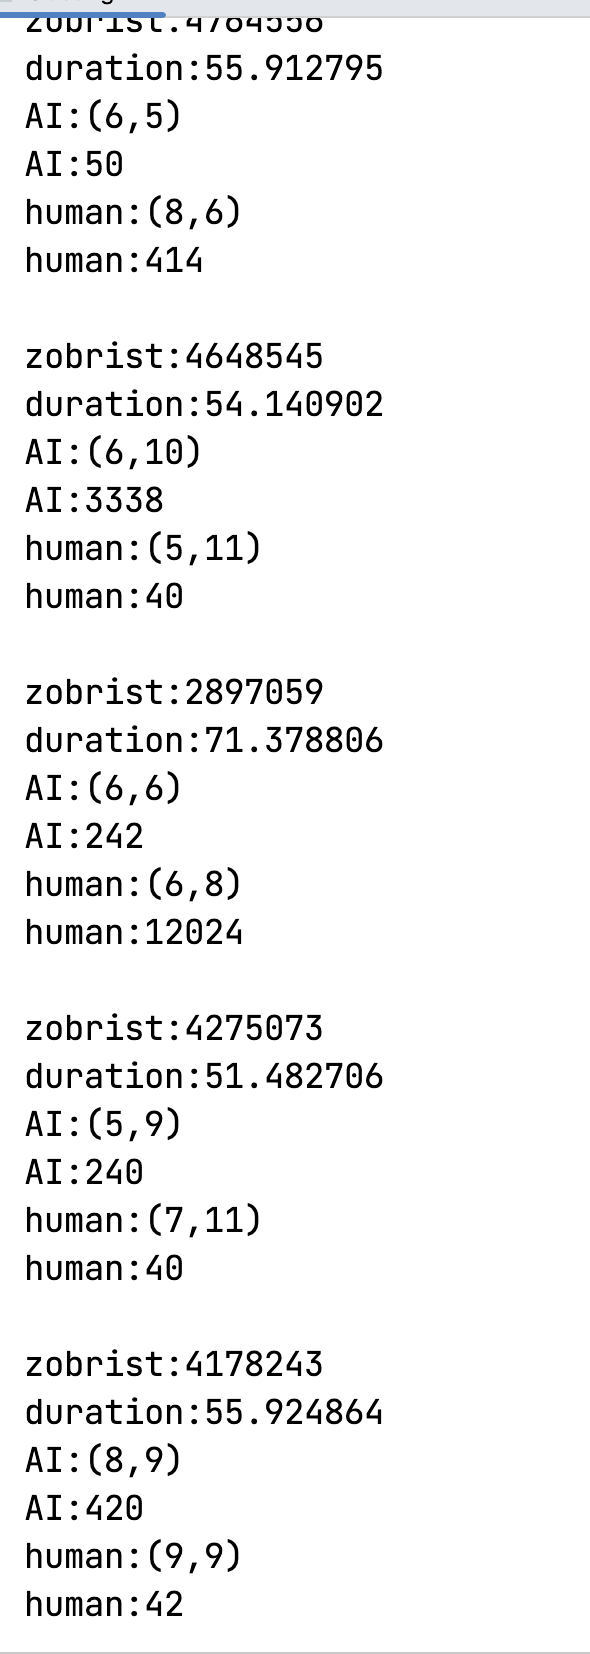 duration:55.912795
AI:(6,5)
AI:50
human:(8,6)
human:414
zobrist:4648545
duration:54.140902
AI:(6,10)
AI:3338
human:(5,11)
human:40
zobrist:2897059
duration:71.378806
AI:(6,6)
AI:242
human:(6,8)
human:12024
zobrist:4275073
duration:51.482706
AI:(5,9)
AI:240
human:(7,11)
human:40
zobrist:4178243
duration:55.924864
AI:(8,9)
AI:420
human:(9,9)
human:42